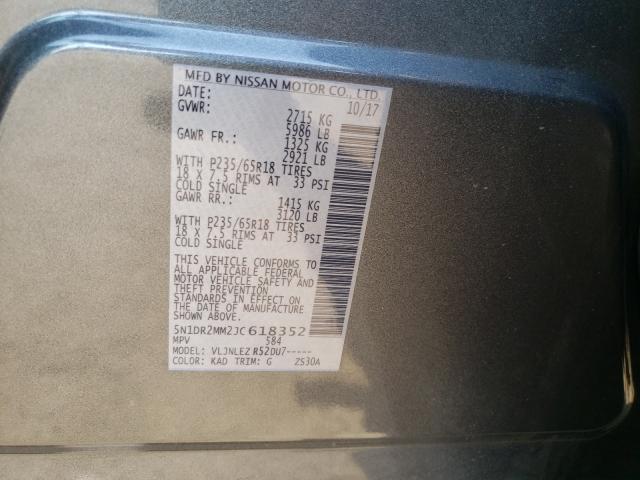 MFD BY NISSAN MOTOR CO., LTD.
DATE: 10/17
GVWR: 2715 KG
5986 LB
GAWR FR.: 1325 KG
2921 LB
WITH P235/65R18 TIRES
18 X 7.5 RIMS AT 33 PSI
COLD SINGLE
GAWR RR.: 1415 KG
3120 LB
WITH P235/65R18 TIRES
18 X 7.5 RIMS AT 33 PSI
COLD SINGLE
THIS VEHICLE CONFORMS TO
ALL APPLICABLE FEDERAL
MOTOR VEHICLE SAFETY AND
THEFT PREVENTION
STANDARDS IN EFFECT ON
THE DATE OF MANUFACTURE
SHOWN ABOVE.
5N1DR2MM2JC618352
MPV 584
MODEL: VLJNLEZ R52DU7-----
COLOR: KAD TRIM: G ZS30A